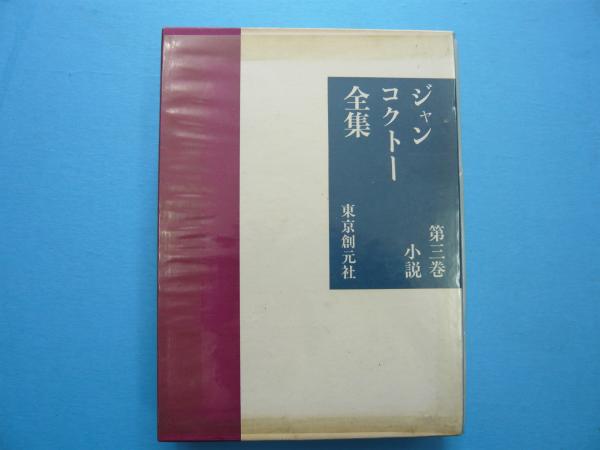 ジャン
コクトー
全集
第三巻
小説
東京創元社